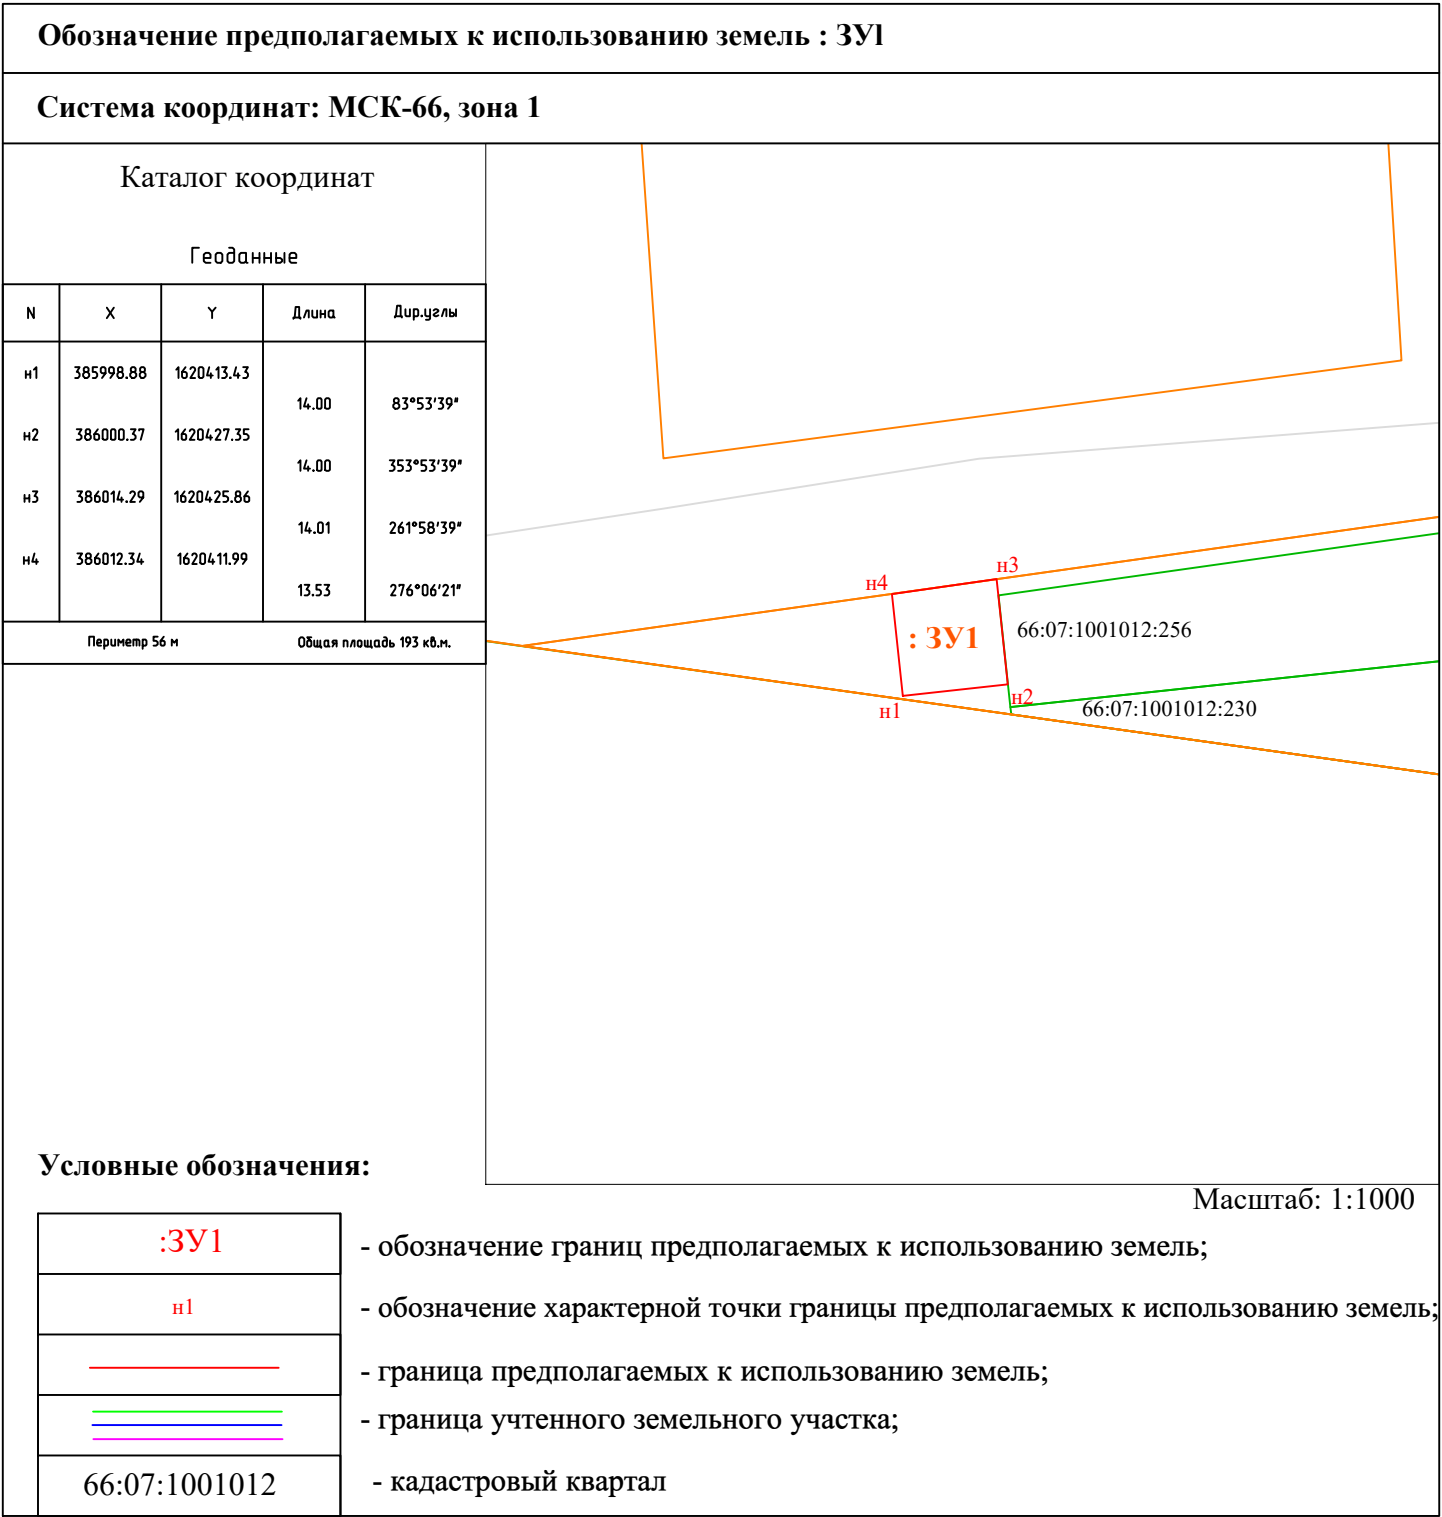 Обозначение предполагаемых к использованию земель : ЗУl
Система координат: МСК-66, зона 1
Каталог координат
Геоданные
N X Y Длина Дир.углы
н1 385998.88 1620413.43
14.00 83°53'39"
н2 386000.37 1620427.35
14.00 353°53'39"
н3 386014.29 1620425.86
14.01 261°58'39"
н4 386012.34 1620411.99
13.53 276°06'21"
Периметр 56 м Общая площадь 193 кв.м.
н3
н4
: ЗУ1
66:07:1001012:256
н2
н1
66:07:1001012:230
Масштаб: 1:1000
Условные обозначения:
:ЗУ1 - обозначение границ предполагаемых к использованию земель;
н1 - обозначение характерной точки границы предполагаемых к использованию земель;
- граница предполагаемых к использованию земель;
- граница учтенного земельного участка;
66:07:1001012 - кадастровый квартал